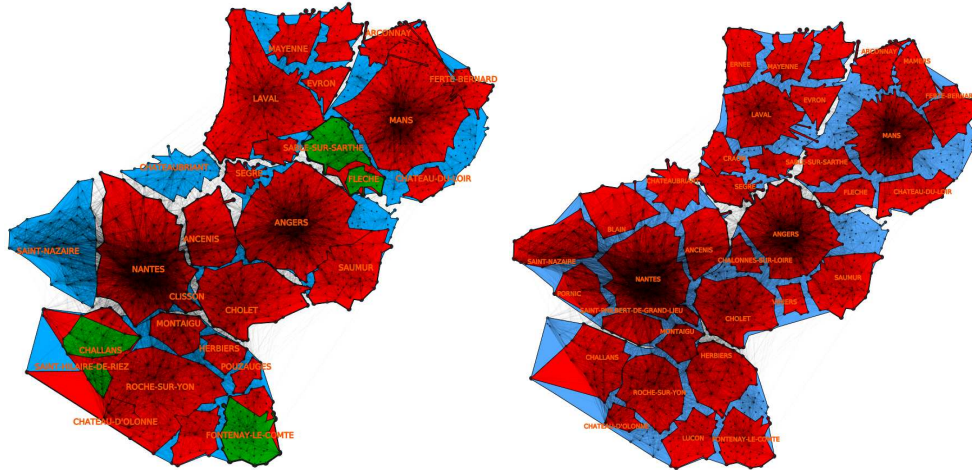 ARCONNAY
MAYENNE
FERTE-BERNARD
EVRON
LAVAL
MANS
SABLE-SUR-SARTHE
CHATEAUBRIANT
SEGRE
FLECHE
CHATEAU-DU-LOIR
ANGERS
ANCENIS
SAINT-NAZAIRE
NANTES
SAUMUR
CLISSON
CHOLET
MONTAIGU
CHALLANS
HERBIERS
SAINT-HILAIRE-DE-RIEZ
POUZAUGES
ROCHE-SUR-YON
CHATEAU-D'OLONNE
FONTENAY-LE-COMTE
ARCONNAY
MAMERS
ERNEE
MAYENNE
FERTE-BERNARD
EVRON
LAVAL
MANS
CRAON
SABLE-SUR-SARTHE
CHATEAUBRIANT
SEGRE
FLECHE
CHATEAU-DU-LOIR
BLAIN
ANGERS
ANCENIS
SAINT-NAZAIRE
CHALONNES-SUR-LOIRE
NANTES
SAUMUR
PORNIC
VIHIERS
SAINT-PHILBERT-DE-GRAND-LIEU
CHOLET
MONTAIGU
CHALLANS
HERBIERS
ROCHE-SUR-YON
CHATEAU-D'OLONNE
LUCON
FONTENAY-LE-COMTE